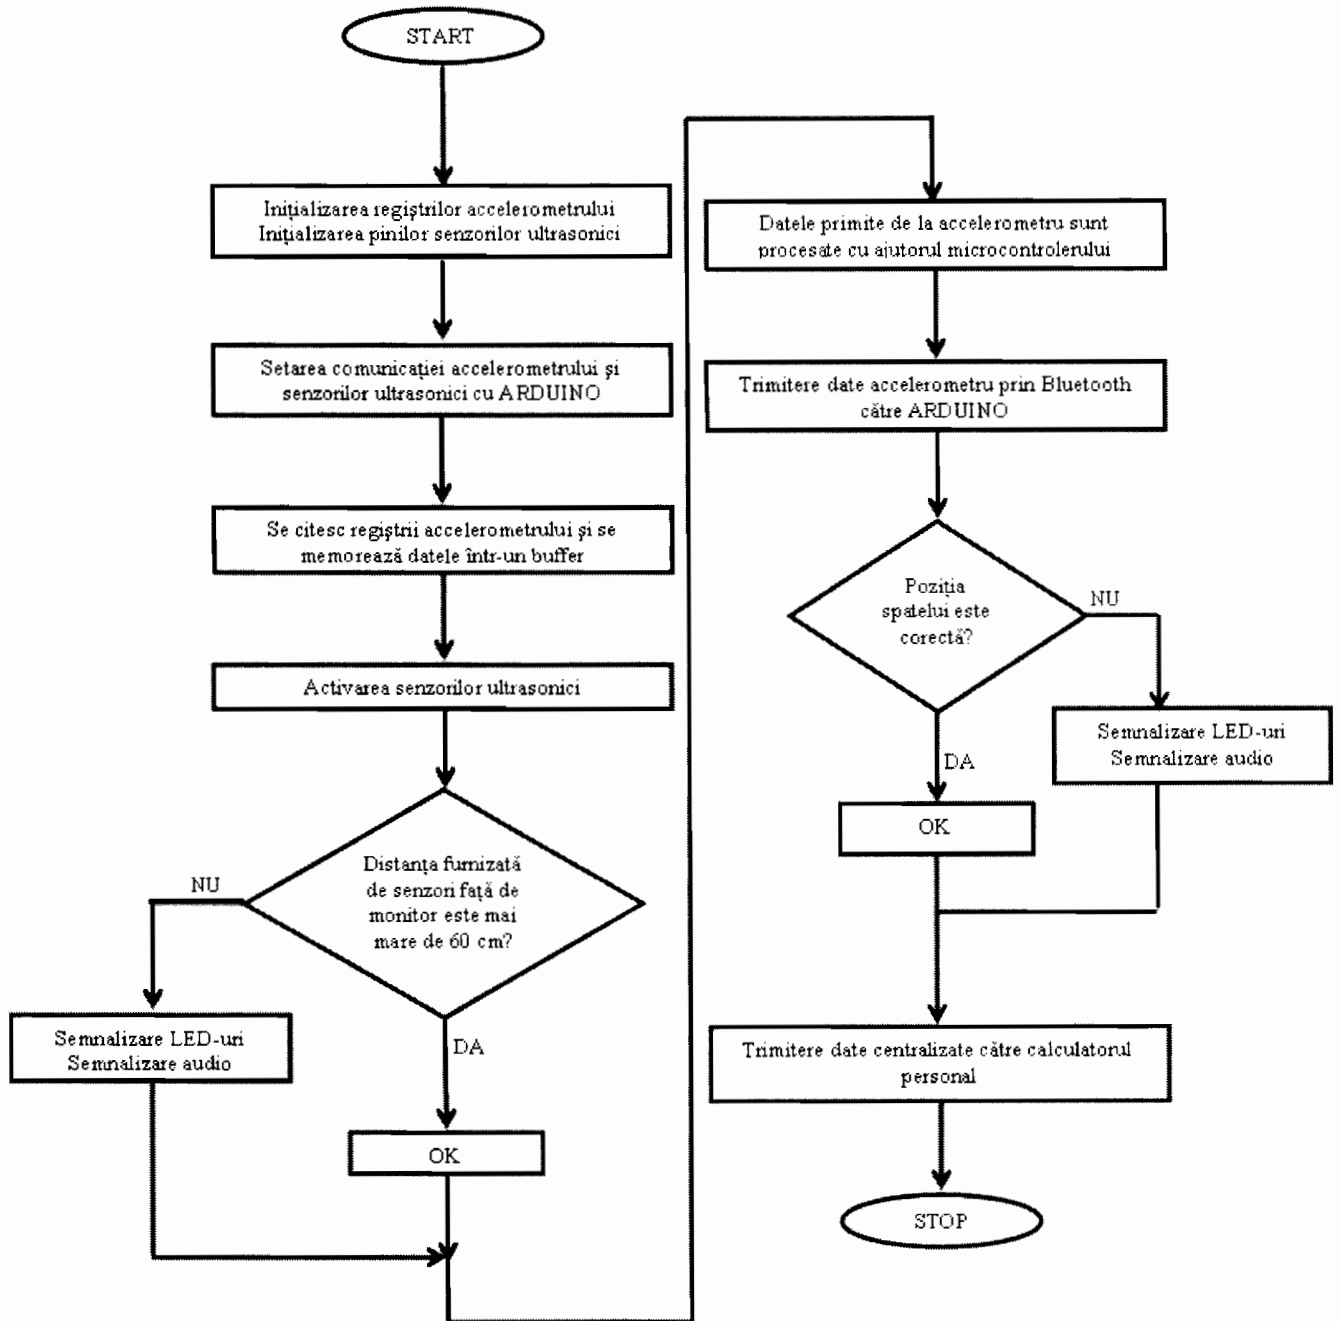 START
Inițializarea regiștrilor accelerometrului
Inițializarea pinilor senzorilor ultrasonici
Setarea comunicației accelerometrului și
senzorilor ultrasonici cu ARDUINO
Se citesc regiștrii accelerometrului și se
memorează datele într-un buffer
Activarea senzorilor ultrasonici
Distanța furnizată
de senzori față de
monitor este mai
mare de 60 cm?
NU
Semnalizare LED-uri
Semnalizare audio
DA
OK
Datele primite de la accelerometru sunt
procesate cu ajutorul microcontrolerului
Trimitere date accelerometru prin Bluetooth
către ARDUINO
Poziția
spatelui este
corectă?
NU
Semnalizare LED-uri
Semnalizare audio
DA
OK
Trimitere date centralizate către calculatorul
personal
STOP